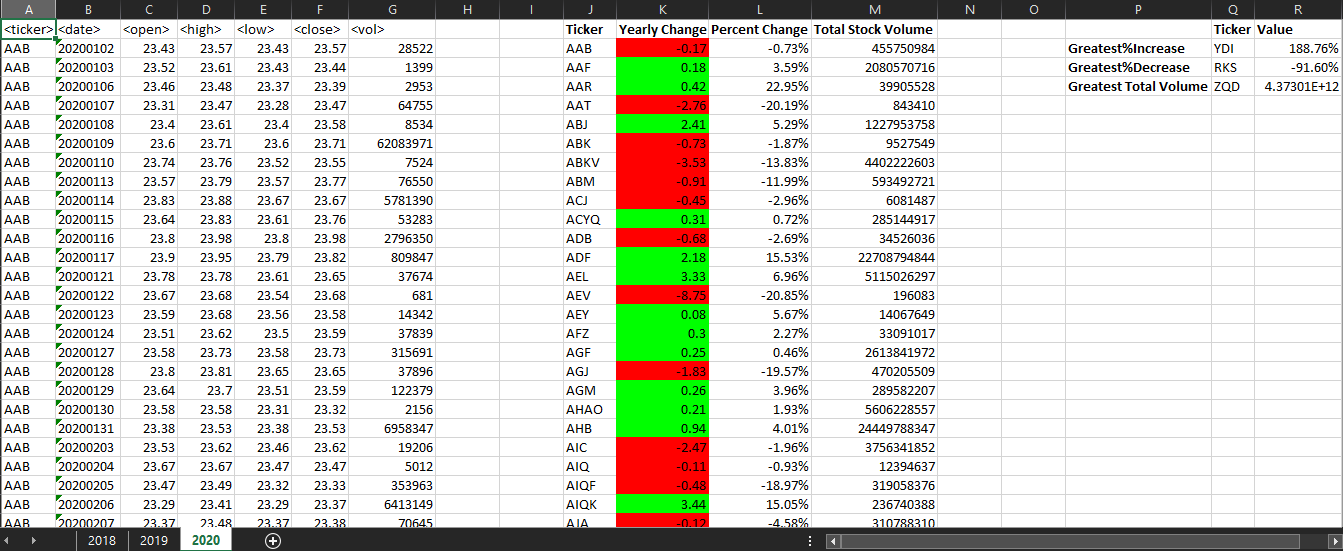 A B C D E F G H I J K L M N O P Q R
<ticker> <date> <open> <high> <low> <close> <vol> Ticker Yearly Change Percent Change Total Stock Volume Ticker Value
AAB 20200102 23.43 23.57 23.43 23.57 28522 AAB -0.17 -0.73% 455750984 Greatest%Increase YDI 188.76%
AAB 20200103 23.52 23.61 23.43 23.44 1399 AAF 0.18 3.59% 2080570716 Greatest%Decrease RKS -91.60%
AAB 20200106 23.46 23.48 23.37 23.39 2953 AAR 0.42 22.95% 39905528 Greatest Total Volume ZQD 4.37301E+12
AAB 20200107 23.31 23.47 23.28 23.47 64755 AAT -2.76 -20.19% 843410
AAB 20200108 23.4 23.61 23.4 23.58 8534 ABJ 2.41 5.29% 1227953758
AAB 20200109 23.6 23.71 23.6 23.71 62083971 ABK -0.73 -1.87% 9527549
AAB 20200110 23.74 23.76 23.52 23.55 7524 ABKV -3.53 -13.83% 4402222603
AAB 20200113 23.57 23.79 23.57 23.77 76550 ABM -0.91 -11.99% 593492721
AAB 20200114 23.83 23.88 23.67 23.67 5781390 ACJ -0.45 -2.96% 6081487
AAB 20200115 23.64 23.83 23.61 23.76 53283 ACYQ 0.31 0.72% 285144917
AAB 20200116 23.8 23.98 23.8 23.98 2796350 ADB -0.68 -2.69% 34526036
AAB 20200117 23.9 23.95 23.79 23.82 809847 ADF 2.18 15.53% 22708794844
AAB 20200121 23.78 23.78 23.61 23.65 37674 AEL 3.33 6.96% 5115026297
AAB 20200122 23.67 23.68 23.54 23.68 681 AEV -8.75 -20.85% 196083
AAB 20200123 23.59 23.68 23.56 23.58 14342 AEY 0.08 5.67% 14067649
AAB 20200124 23.51 23.62 23.5 23.59 37839 AFZ 0.3 2.27% 33091017
AAB 20200127 23.58 23.73 23.58 23.73 315691 AGF 0.25 0.46% 2613841972
AAB 20200128 23.8 23.81 23.65 23.65 37896 AGJ -1.83 -19.57% 470205509
AAB 20200129 23.64 23.7 23.51 23.59 122379 AGM 0.26 3.96% 289582207
AAB 20200130 23.58 23.58 23.31 23.32 2156 AHAO 0.21 1.93% 5606228557
AAB 20200131 23.38 23.53 23.38 23.53 6958347 AHB 0.94 4.01% 24449788347
AAB 20200203 23.53 23.62 23.46 23.62 19206 AIC -2.47 -1.96% 3756341852
AAB 20200204 23.67 23.67 23.47 23.47 5012 AIQ -0.11 -0.93% 12394637
AAB 20200205 23.47 23.49 23.32 23.33 353963 AIQF -0.48 -18.97% 319058376
AAB 20200206 23.29 23.41 23.29 23.37 6413149 AIQK 3.44 15.05% 236740388
AAB 20200207 23.37 23.48 23.37 23.38 70645 AJA -0.12 -4.58% 310788310
2018 2019 2020